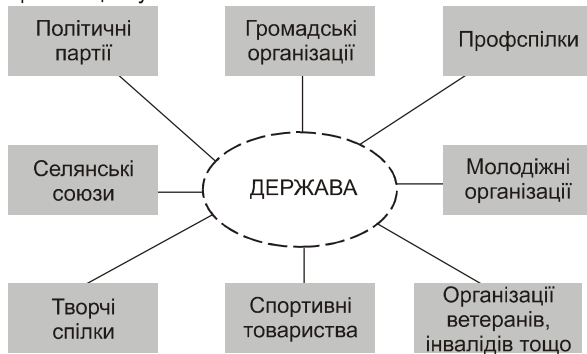 Політичні
партії
Громадські
організації
Профспілки
Селянські
союзи
ДЕРЖАВА
Молодіжні
організації
Творчі
спілки
Спортивні
товариства
Організації
ветеранів,
інвалідів тощо